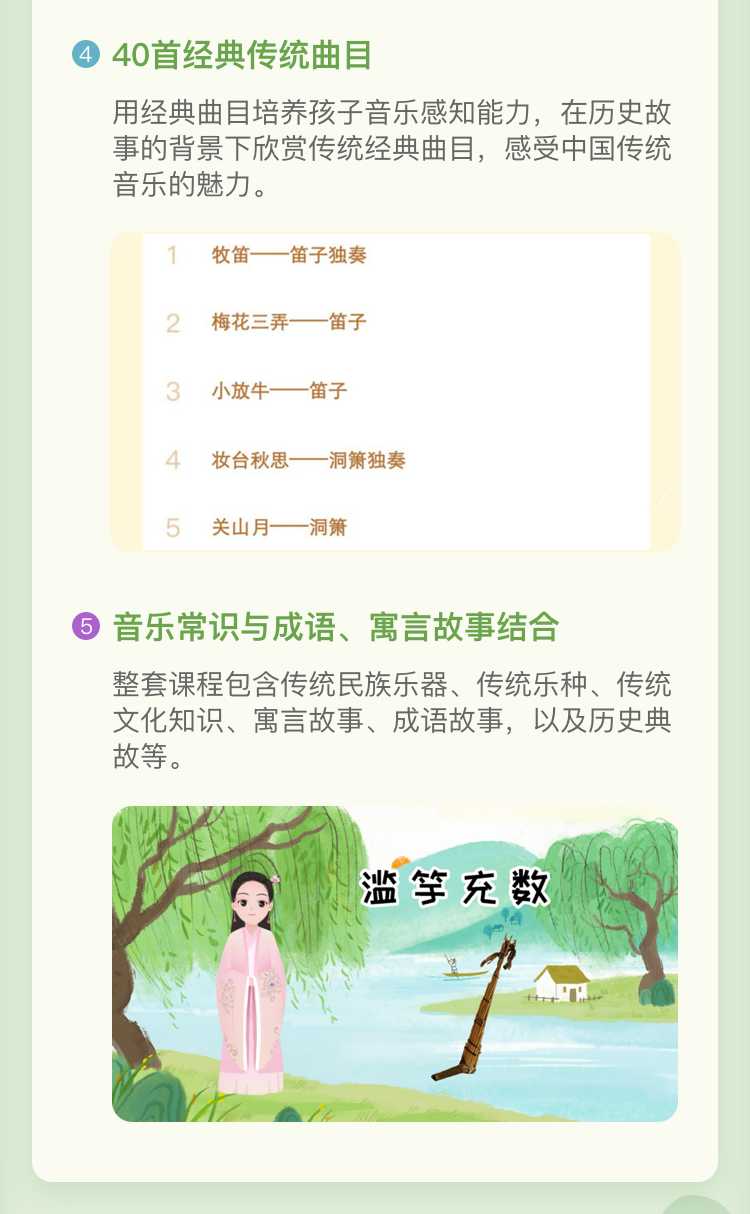 4 40首经典传统曲目
用经典曲目培养孩子音乐感知能力，在历史故
事的背景下欣赏传统经典曲目，感受中国传统
音乐的魅力。
1 牧笛——笛子独奏
2 梅花三弄——笛子
3 小放牛——笛子
4 妆台秋思——洞箫独奏
5 关山月——洞箫
5 音乐常识与成语、寓言故事结合
整套课程包含传统民族乐器、传统乐种、传统
文化知识、寓言故事、成语故事，以及历史典
故等。
滥竽充数